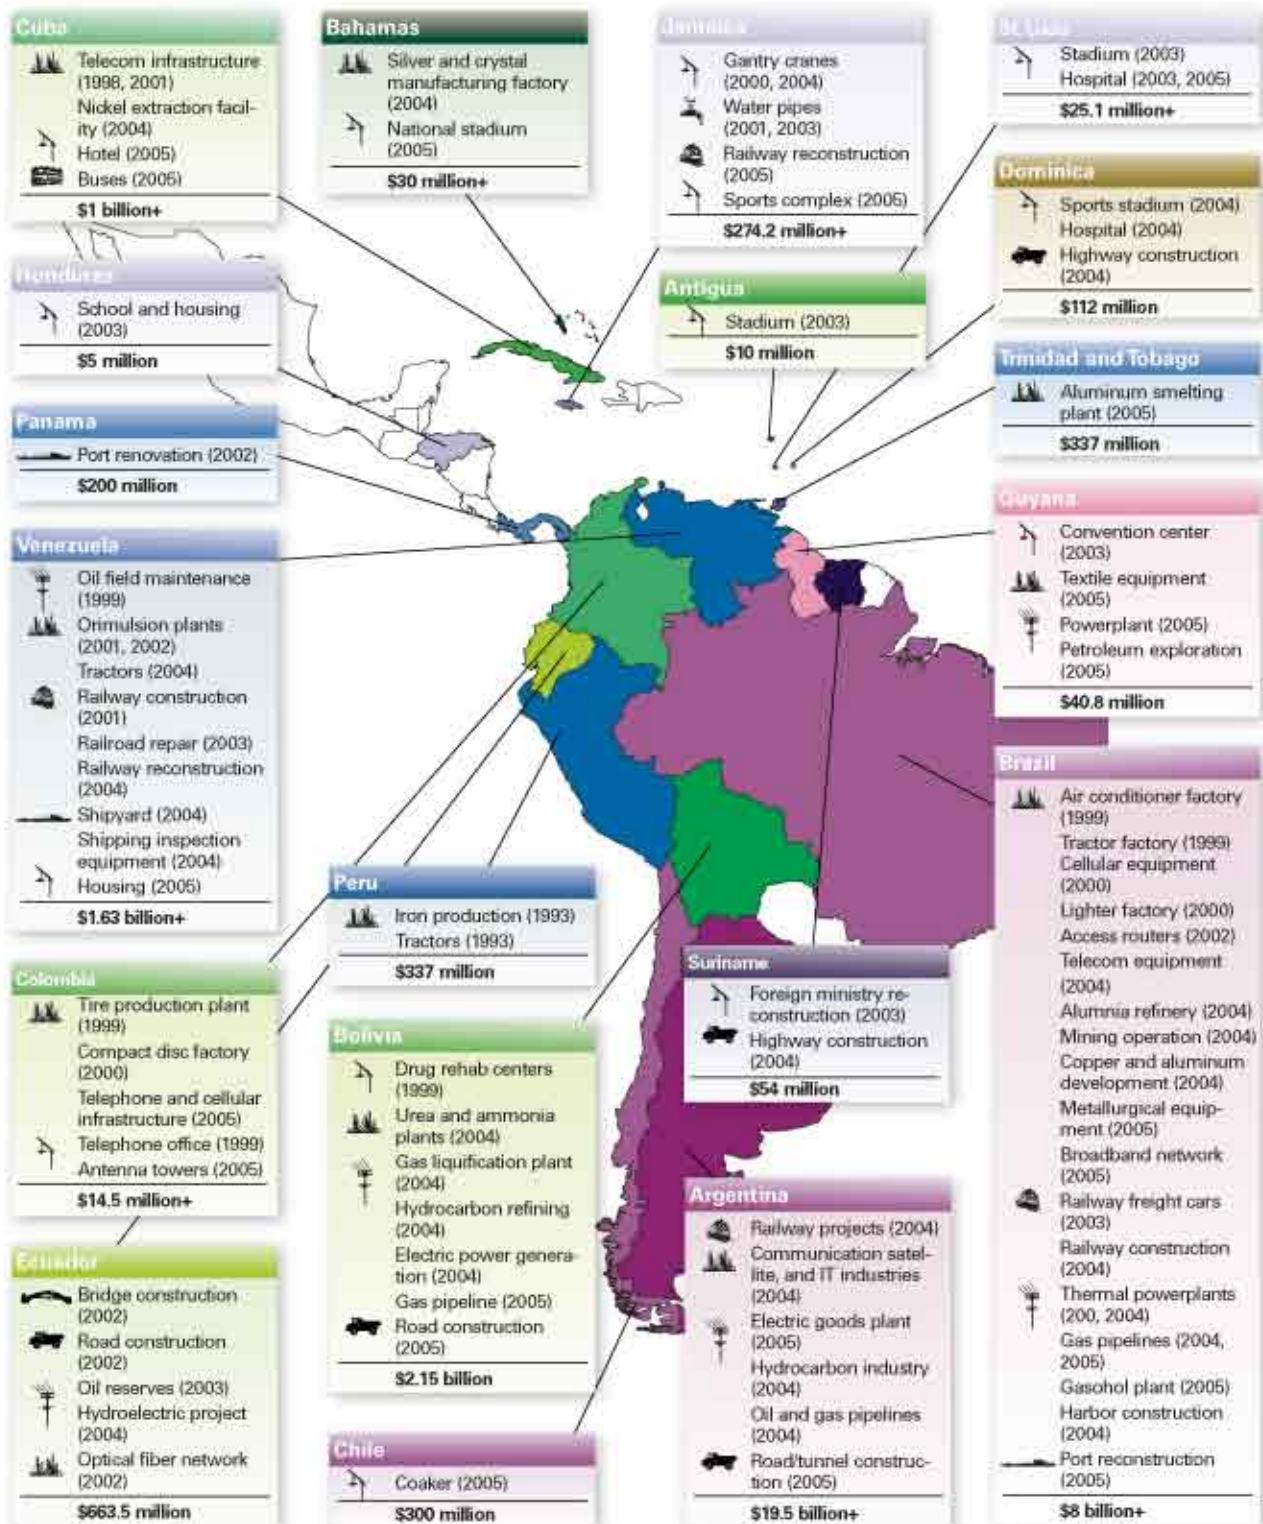 Cuba
Telecom infrastructure
(1998, 2001)
Nickel extraction facil-
ity (2004)
Hotel (2005)
Buses (2005)
$1 billion+
Bahamas
Silver and crystal
manufacturing factory
(2004)
National stadium
(2005)
$30 million+
Jamaica
Gantry cranes
(2000, 2004)
Water pipes
(2001, 2003)
Railway reconstruction
(2005)
Sports complex (2005)
$274.2 million+
Stadium (2003)
Hospital (2003, 2005)
$25.1 million+
Dominica
Sports stadium (2004)
Hospital (2004)
Highway construction
(2004)
$112 million
Honduras
School and housing
(2003)
$5 million
Antigua
Stadium (2003)
$10 million
Trinidad and Tobago
Aluminum smelting
plant (2005)
$337 million
Panama
Port renovation (2002)
$200 million
Guyana
Convention center
(2003)
Textile equipment
(2005)
Powerplant (2005)
Petroleum exploration
(2005)
$40.8 million
Venezuela
Oil field maintenance
(1999)
Orimulsion plants
(2001, 2002)
Tractors (2004)
Railway construction
(2001)
Railroad repair (2003)
Railway reconstruction
(2004)
Shipyard (2004)
Shipping inspection
equipment (2004)
Housing (2005)
$1.63 billion+
Brazil
Air conditioner factory
(1999)
Tractor factory (1999)
Cellular equipment
(2000)
Lighter factory (2000)
Access routers (2002)
Telecom equipment
(2004)
Alumnia refinery (2004)
Mining operation (2004)
Copper and aluminum
development (2004)
Metallurgical equip-
ment (2005)
Broadband network
(2005)
Railway freight cars
(2003)
Railway construction
(2004)
Thermal powerplants
(200, 2004)
Gas pipelines (2004,
2005)
Gasohol plant (2005)
Harbor construction
(2004)
Port reconstruction
(2005)
$8 billion+
Peru
Iron production (1993)
Tractors (1993)
$337 million
Suriname
Foreign ministry re-
construction (2003)
Highway construction
(2004)
$54 million
Colombia
Tire production plant
(1999)
Compact disc factory
(2000)
Telephone and cellular
infrastructure (2005)
Telephone office (1999)
Antenna towers (2005)
$14.5 million+
Bolivia
Drug rehab centers
(1999)
Urea and ammonia
plants (2004)
Gas liquification plant
(2004)
Hydrocarbon refining
(2004)
Electric power genera-
tion (2004)
Gas pipeline (2005)
Road construction
(2005)
$2.15 billion
Argentina
Railway projects (2004)
Communication satel-
lite, and IT industries
(2004)
Electric goods plant
(2005)
Hydrocarbon industry
(2004)
Oil and gas pipelines
(2004)
Road/tunnel construc-
tion (2005)
$19.5 billion+
Ecuador
Bridge construction
(2002)
Road construction
(2002)
Oil reserves (2003)
Hydroelectric project
(2004)
Optical fiber network
(2002)
$663.5 million
Chile
Coaker (2005)
$300 million